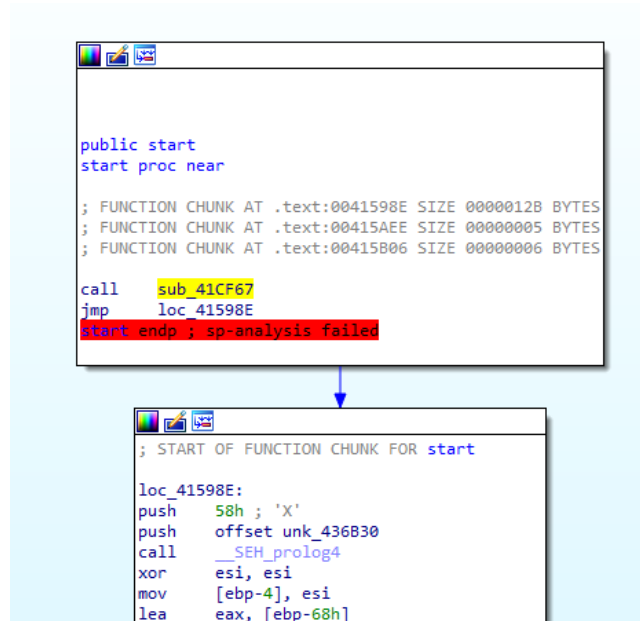 public start
start proc near
; FUNCTION CHUNK AT .text:0041598E SIZE 0000012B BYTES
; FUNCTION CHUNK AT .text:00415AEE SIZE 00000005 BYTES
; FUNCTION CHUNK AT .text:00415B06 SIZE 00000006 BYTES
call sub_41CF67
jmp loc_41598E
start endp ; sp-analysis failed
; START OF FUNCTION CHUNK FOR start
loc_41598E:
push 58h ; 'X'
push offset unk_436B30
call __SEH_prolog4
xor esi, esi
mov [ebp-4], esi
lea eax, [ebp-68h]